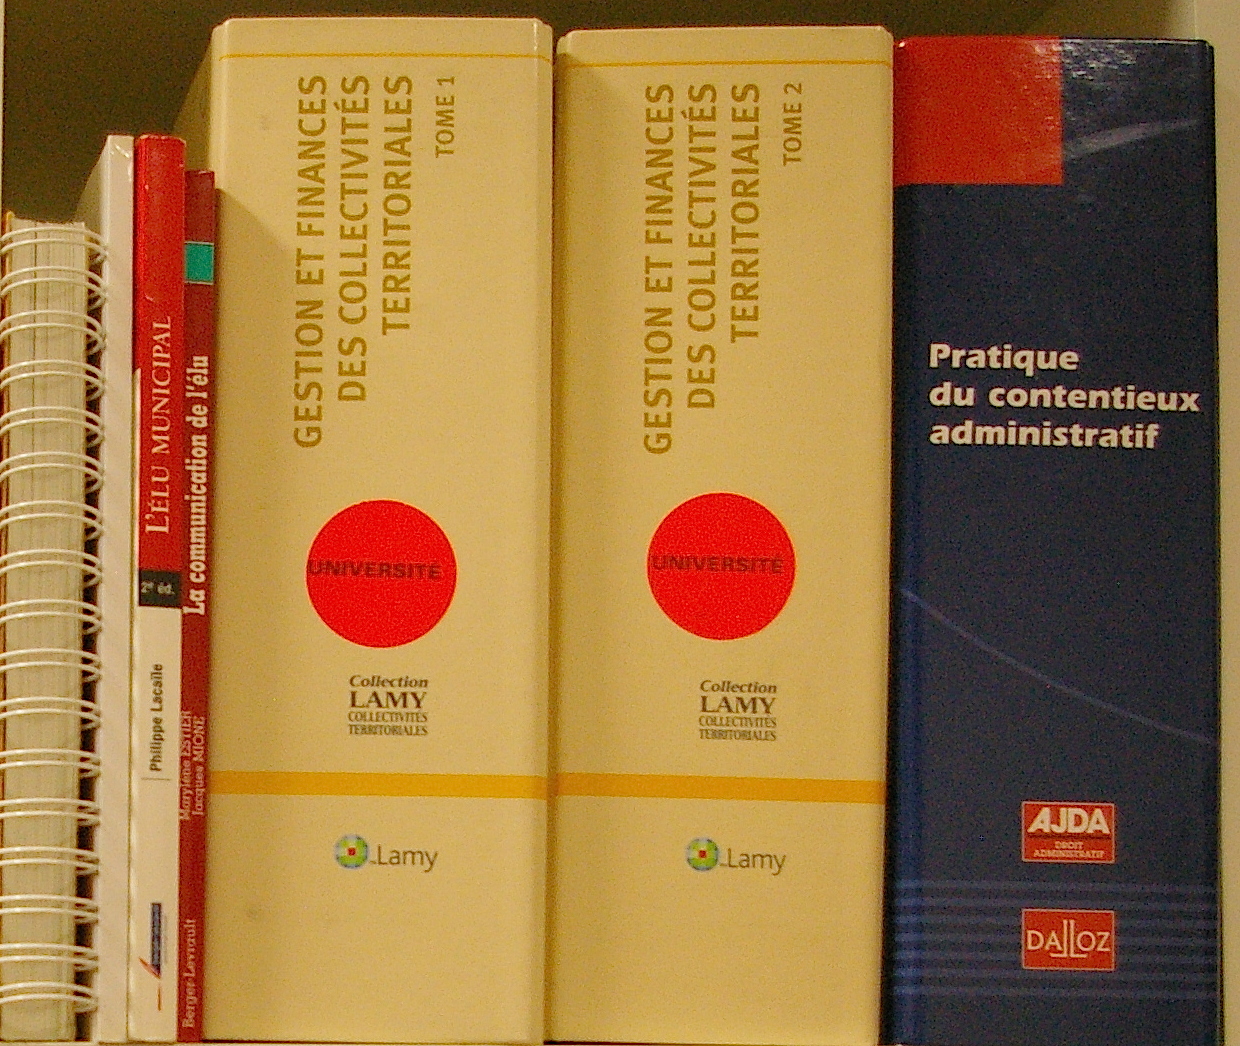 L'ÉLU MUNICIPAL
2e éd.
Philippe Lacaïle
La communication de l'élu
Marylène ESTIER
Jacques MIONE
Berger-Levrault
GESTION ET FINANCES
DES COLLECTIVITÉS
TERRITORIALES
TOME 1
UNIVERSITÉ
Collection
LAMY
COLLECTIVITÉS
TERRITORIALES
Lamy
GESTION ET FINANCES
DES COLLECTIVITÉS
TERRITORIALES
TOME 2
UNIVERSITÉ
Collection
LAMY
COLLECTIVITÉS
TERRITORIALES
Lamy
Pratique
du contentieux
administratif
AJDA
DROIT
ADMINISTRATIF
DALLOZ